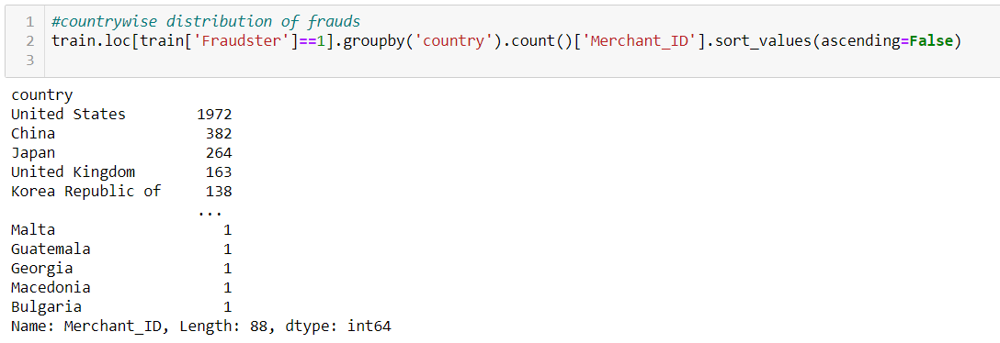 1 #countrywise distribution of frauds
2 train.loc[train['Fraudster']==1].groupby('country').count()['Merchant_ID'].sort_values(ascending=False)
3
country
United States 1972
China 382
Japan 264
United Kingdom 163
Korea Republic of 138
...
Malta 1
Guatemala 1
Georgia 1
Macedonia 1
Bulgaria 1
Name: Merchant_ID, Length: 88, dtype: int64